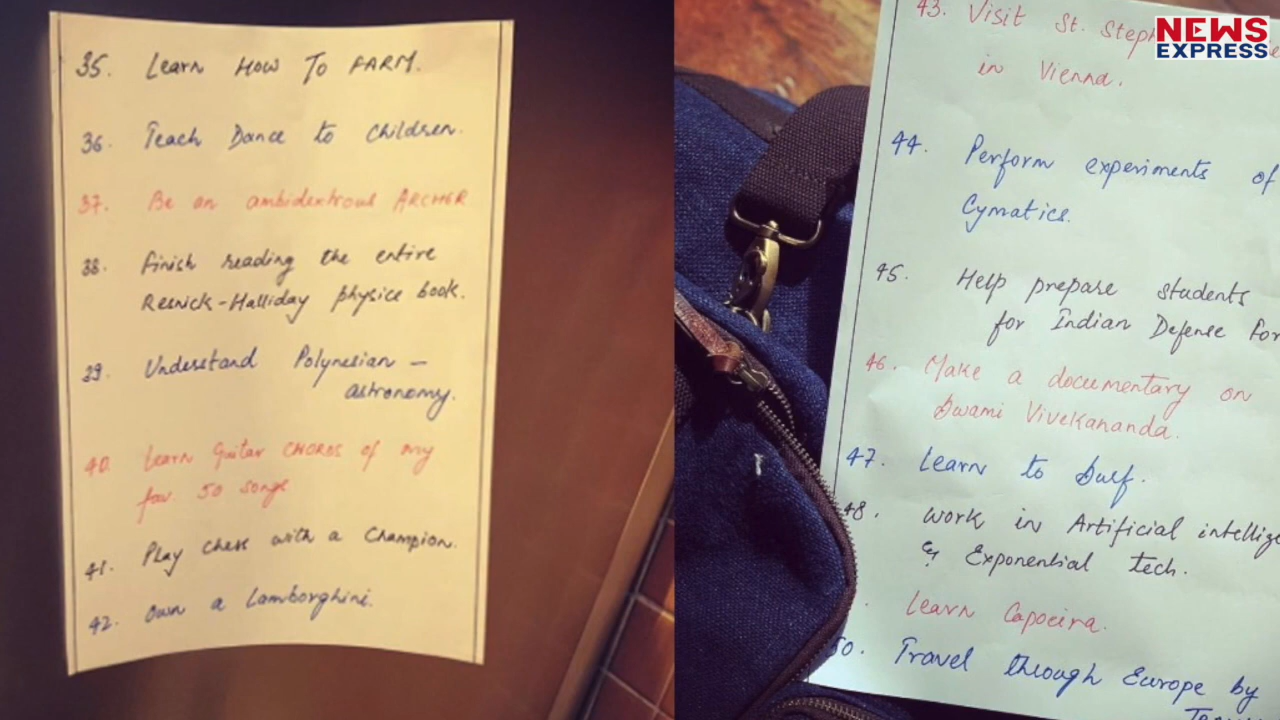 35. Learn HOW TO FARM.
36. Teach Dance to Children.
37. Be an ambidextrous ARCHER
38. Finish reading the entire
Resnick-Halliday physics book.
39. Understand Polynesian -
astronomy.
40. Learn Guitar CHORDS of my
fav. 50 songs
41. Play chess with a Champion.
42. Own a Lamborghini.
43. Visit St. Steph
in Vienna.
44. Perform experiments of
Cymatics.
45. Help prepare students
for Indian Defense For
46. Make a documentary on
Swami Vivekananda.
47. Learn to Surf.
48. Work in Artificial intellige
& Exponential tech.
. Learn Capoeira.
50. Travel through Europe by
NEWS
EXPRESS